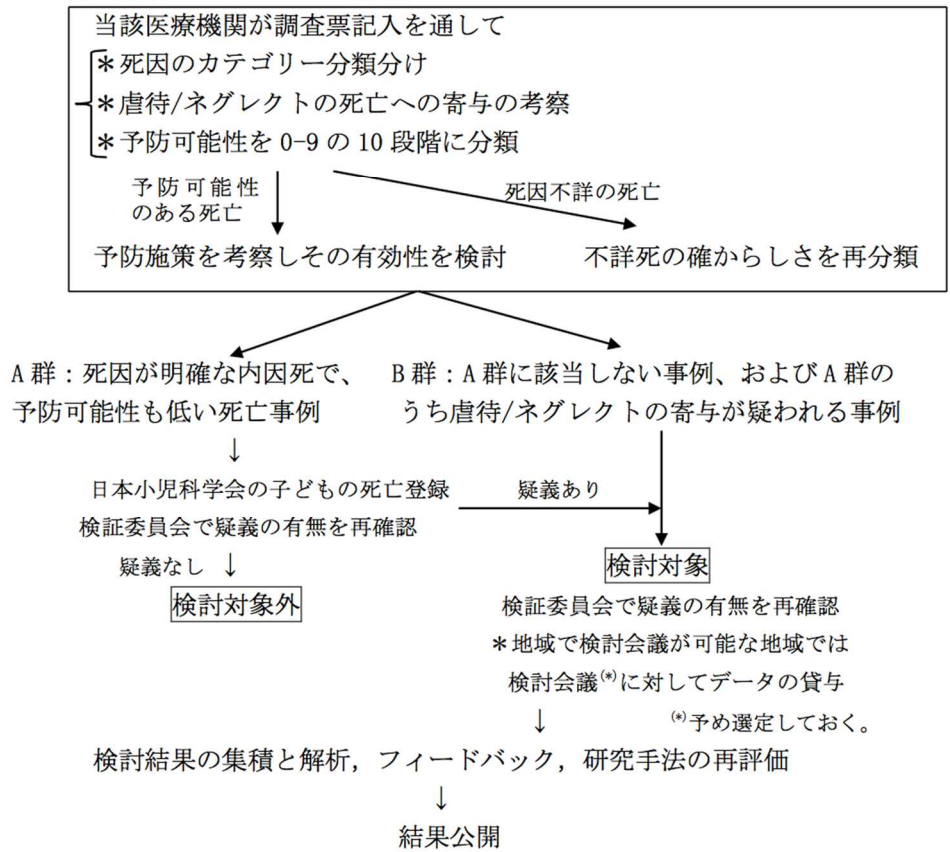 当該医療機関が調査票記入を通して
＊死因のカテゴリー分類分け
＊虐待/ネグレクトの死亡への寄与の考察
＊予防可能性を 0-9 の 10 段階に分類
予防可能性
のある死亡
死因不詳の死亡
予防施策を考察しその有効性を検討
不詳死の確からしさを再分類
A 群：死因が明確な内因死で、
予防可能性も低い死亡事例
B 群：A 群に該当しない事例、および A 群の
うち虐待/ネグレクトの寄与が疑われる事例
↓
日本小児科学会の子どもの死亡登録
検証委員会で疑義の有無を再確認
疑義あり
疑義なし ↓
検討対象外
検討対象
検証委員会で疑義の有無を再確認
＊地域で検討会議が可能な地域では
検討会議(*)に対してデータの貸与
↓
(*)予め選定しておく。
検討結果の集積と解析，フィードバック，研究手法の再評価
↓
結果公開